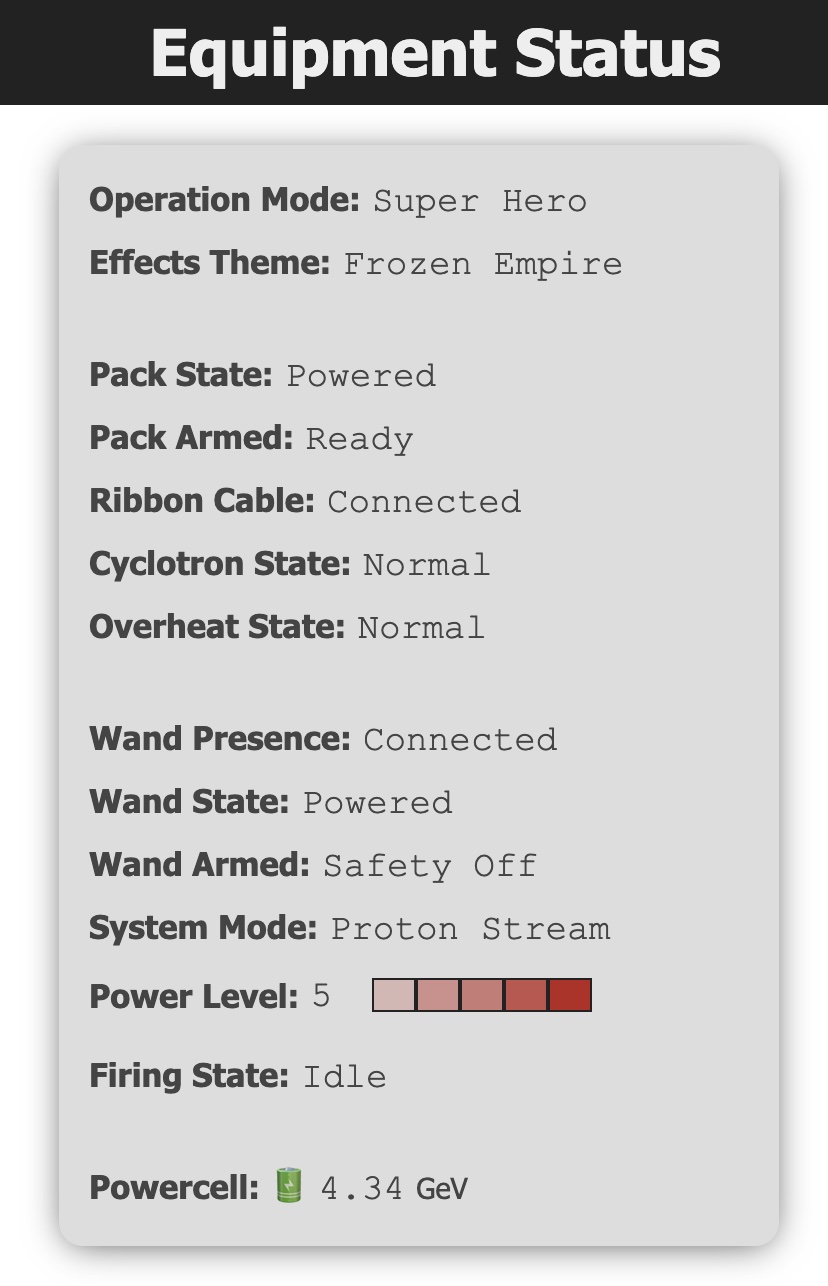 Equipment Status
Operation Mode: Super Hero
Effects Theme: Frozen Empire
Pack State: Powered
Pack Armed: Ready
Ribbon Cable: Connected
Cyclotron State: Normal
Overheat State: Normal
Wand Presence: Connected
Wand State: Powered
Wand Armed: Safety Off
System Mode: Proton Stream
Power Level: 5
Firing State: Idle
Powercell: 4.34 GeV